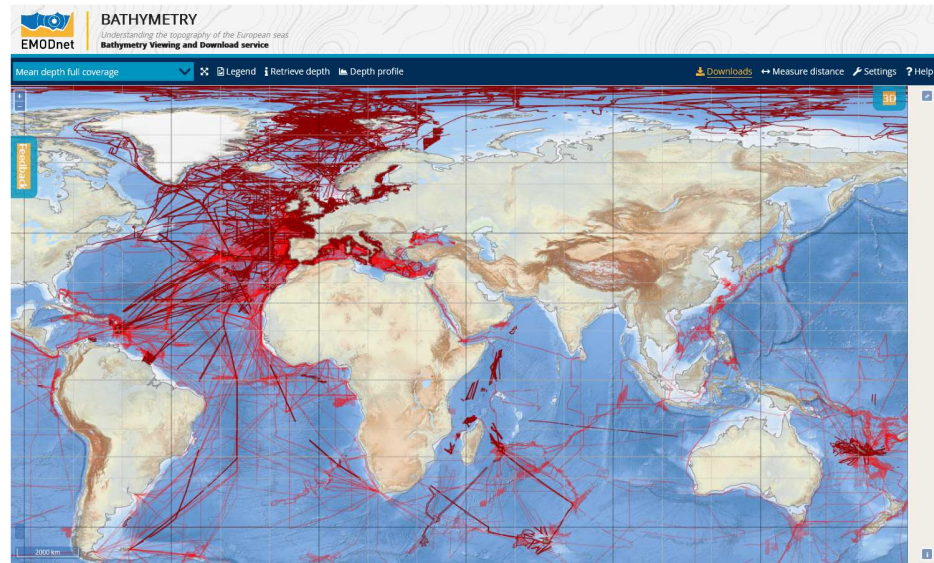 BATHYMETRY
Understanding the topography of the European seas
Bathymetry Viewing and Download service
EMODnet
Mean depth full coverage
Legend
Retrieve depth
Depth profile
Downloads
Measure distance
Settings
Help
3D
Feedback
2000 km